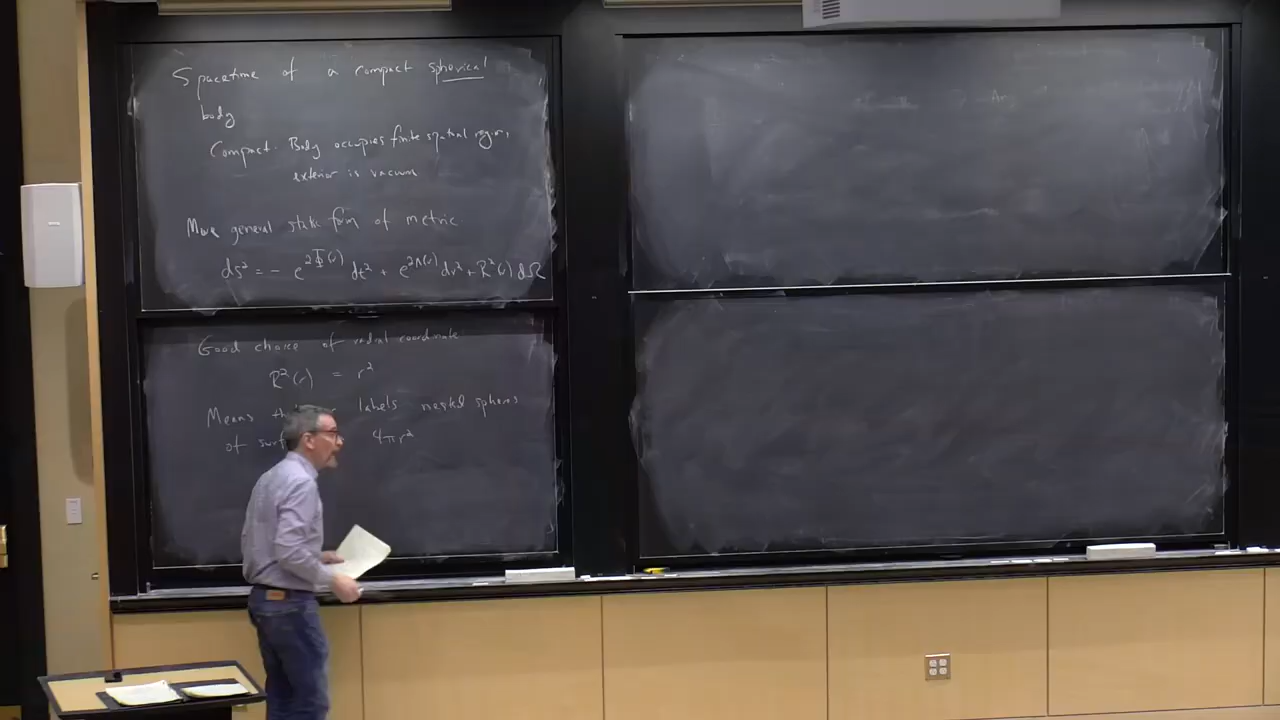 Spacetime of a compact spherical
body
Compact: Body occupies finite spatial region,
exterior is vacuum
More general static form of metric
ds² = - e^{2Φ(r)} dt² + e^{2Λ(r)} dr² + R²(r) dΩ
Good choice of radial coordinate:
R²(r) = r²
Means labels nested spheres
of 4πr²